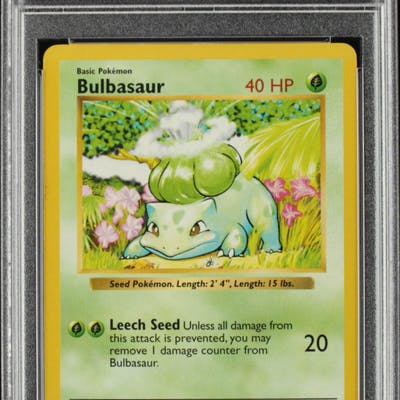 Basic Pokémon
Bulbasaur 40 HP
Seed Pokémon. Length: 2' 4", Length: 15 lbs.
Leech Seed Unless all damage from
this attack is prevented, you may
remove 1 damage counter from
Bulbasaur.
20